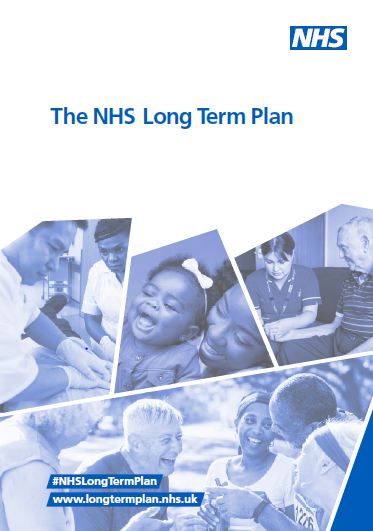 NHS
The NHS Long Term Plan
#NHSLongTermPlan
www.longtermplan.nhs.uk